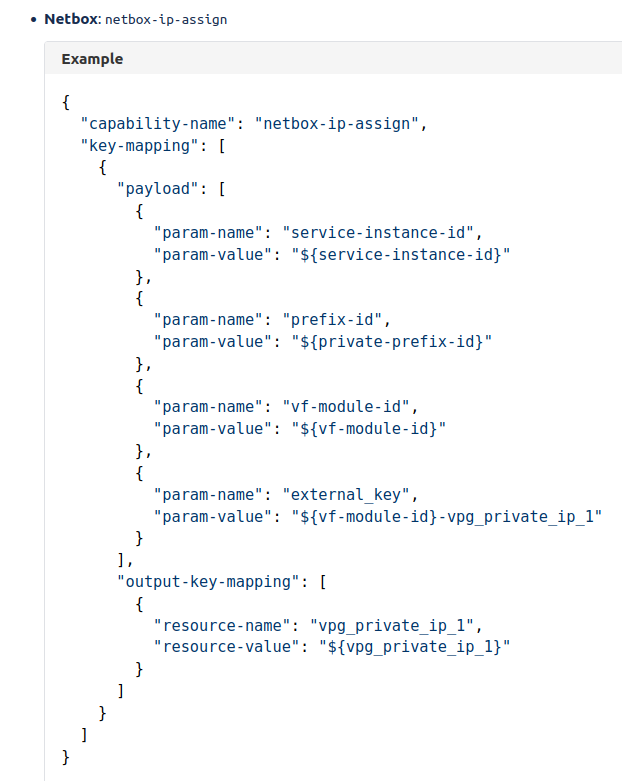 • Netbox: netbox-ip-assign
Example
{
  "capability-name": "netbox-ip-assign",
  "key-mapping": [
    {
      "payload": [
        {
          "param-name": "service-instance-id",
          "param-value": "${service-instance-id}"
        },
        {
          "param-name": "prefix-id",
          "param-value": "${private-prefix-id}"
        },
        {
          "param-name": "vf-module-id",
          "param-value": "${vf-module-id}"
        },
        {
          "param-name": "external_key",
          "param-value": "${vf-module-id}-vpg_private_ip_1"
        }
      ],
      "output-key-mapping": [
        {
          "resource-name": "vpg_private_ip_1",
          "resource-value": "${vpg_private_ip_1}"
        }
      ]
    }
  ]
}